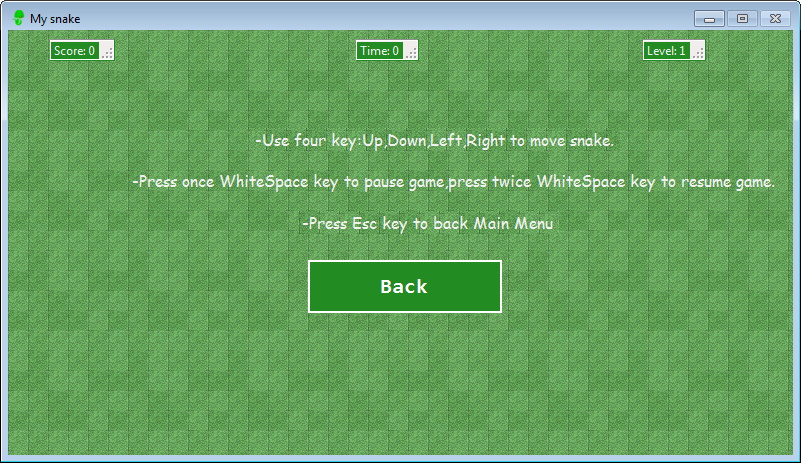 My snake
Score: 0
Time: 0
Level: 1
-Use four key:Up,Down,Left,Right to move snake.
-Press once WhiteSpace key to pause game,press twice WhiteSpace key to resume game.
-Press Esc key to back Main Menu
Back